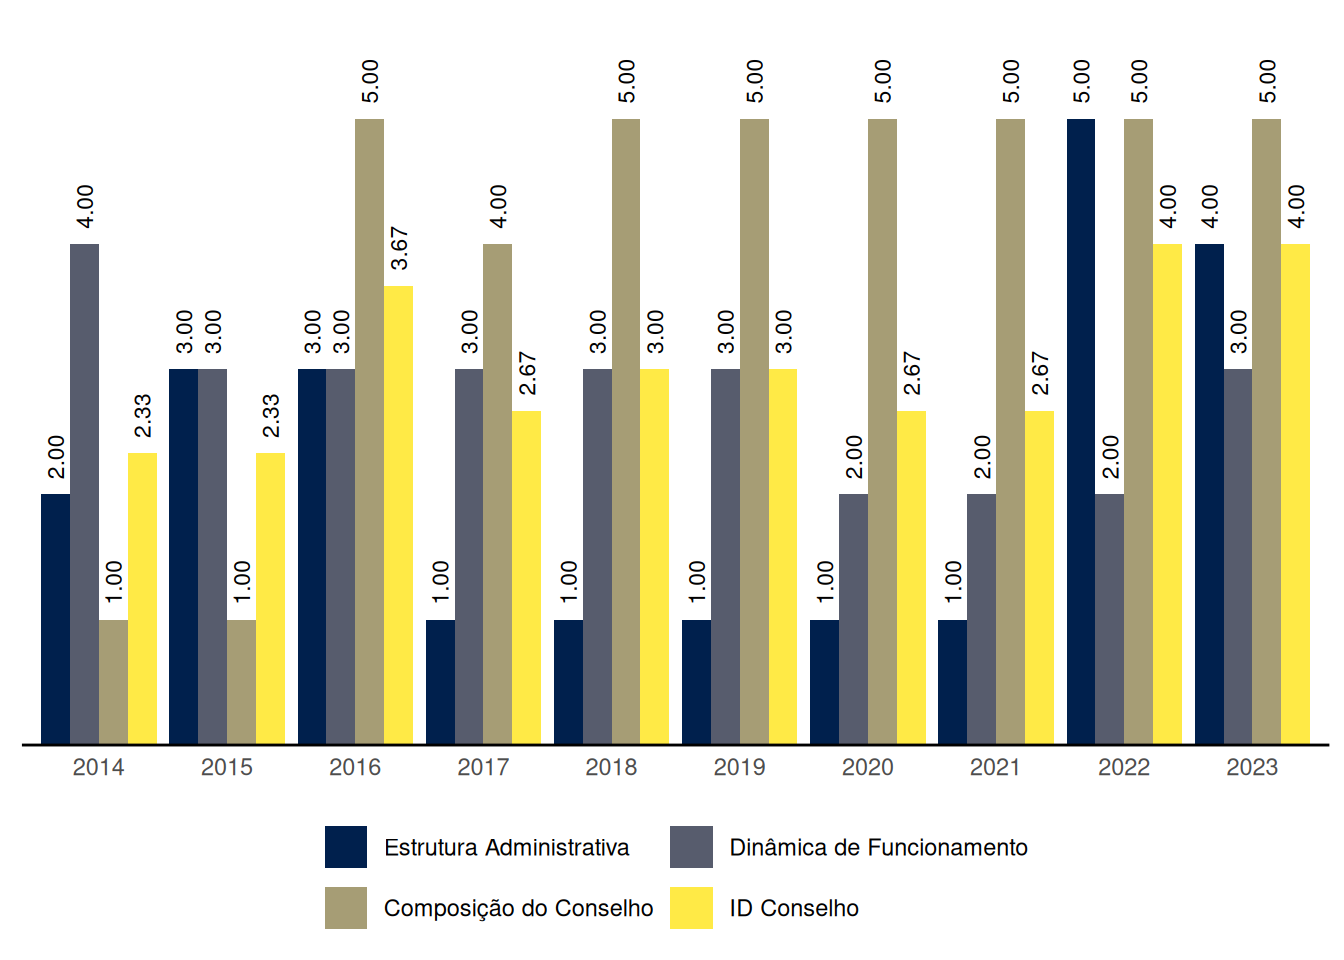 2.00 4.00 1.00 2.33 3.00 3.00 1.00 2.33 3.00 3.00 5.00 3.67 1.00 3.00 4.00 2.67 1.00 3.00 5.00 3.00 1.00 3.00 5.00 3.00 1.00 2.00 5.00 2.67 1.00 2.00 5.00 2.67 5.00 2.00 5.00 4.00 4.00 3.00 5.00 4.00
2014 2015 2016 2017 2018 2019 2020 2021 2022 2023
Estrutura Administrativa Dinâmica de Funcionamento
Composição do Conselho ID Conselho